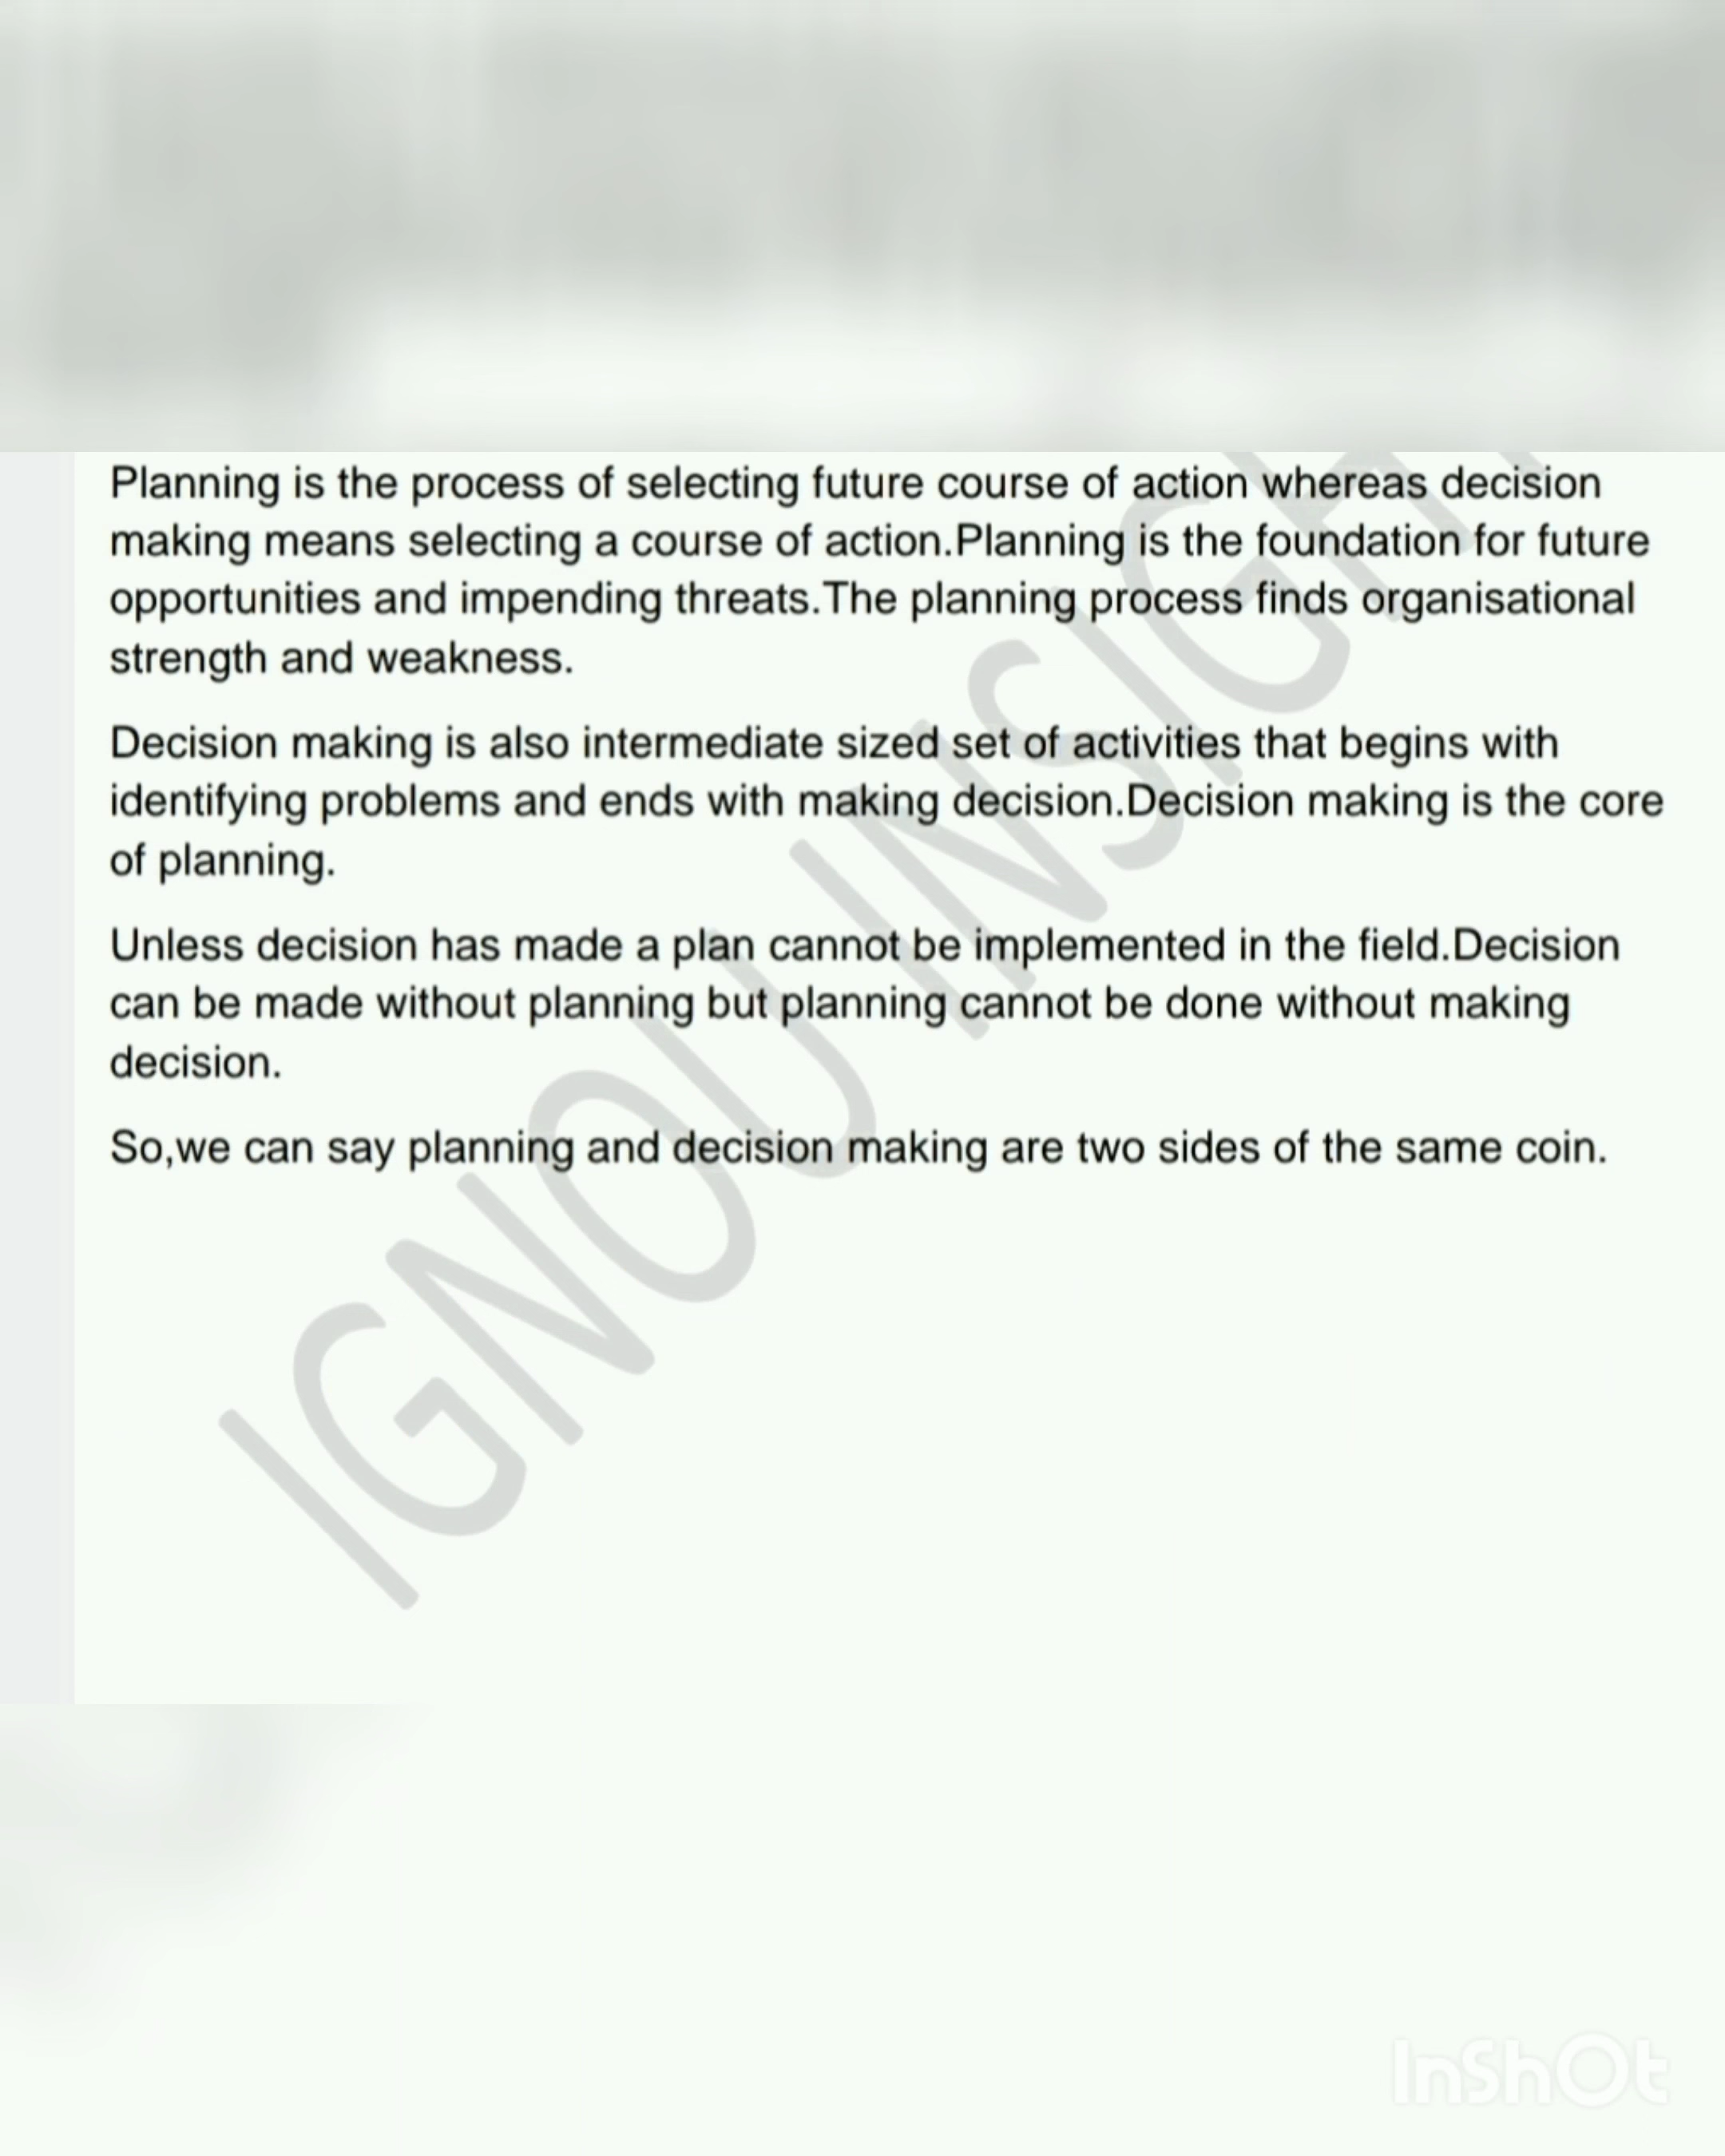 Planning is the process of selecting future course of action whereas decision
making means selecting a course of action.Planning is the foundation for future
opportunities and impending threats.The planning process finds organisational
strength and weakness.
Decision making is also intermediate sized set of activities that begins with
identifying problems and ends with making decision.Decision making is the core
of planning.
Unless decision has made a plan cannot be implemented in the field.Decision
can be made without planning but planning cannot be done without making
decision.
So,we can say planning and decision making are two sides of the same coin.
IGNOU INSIGHT
InShOt